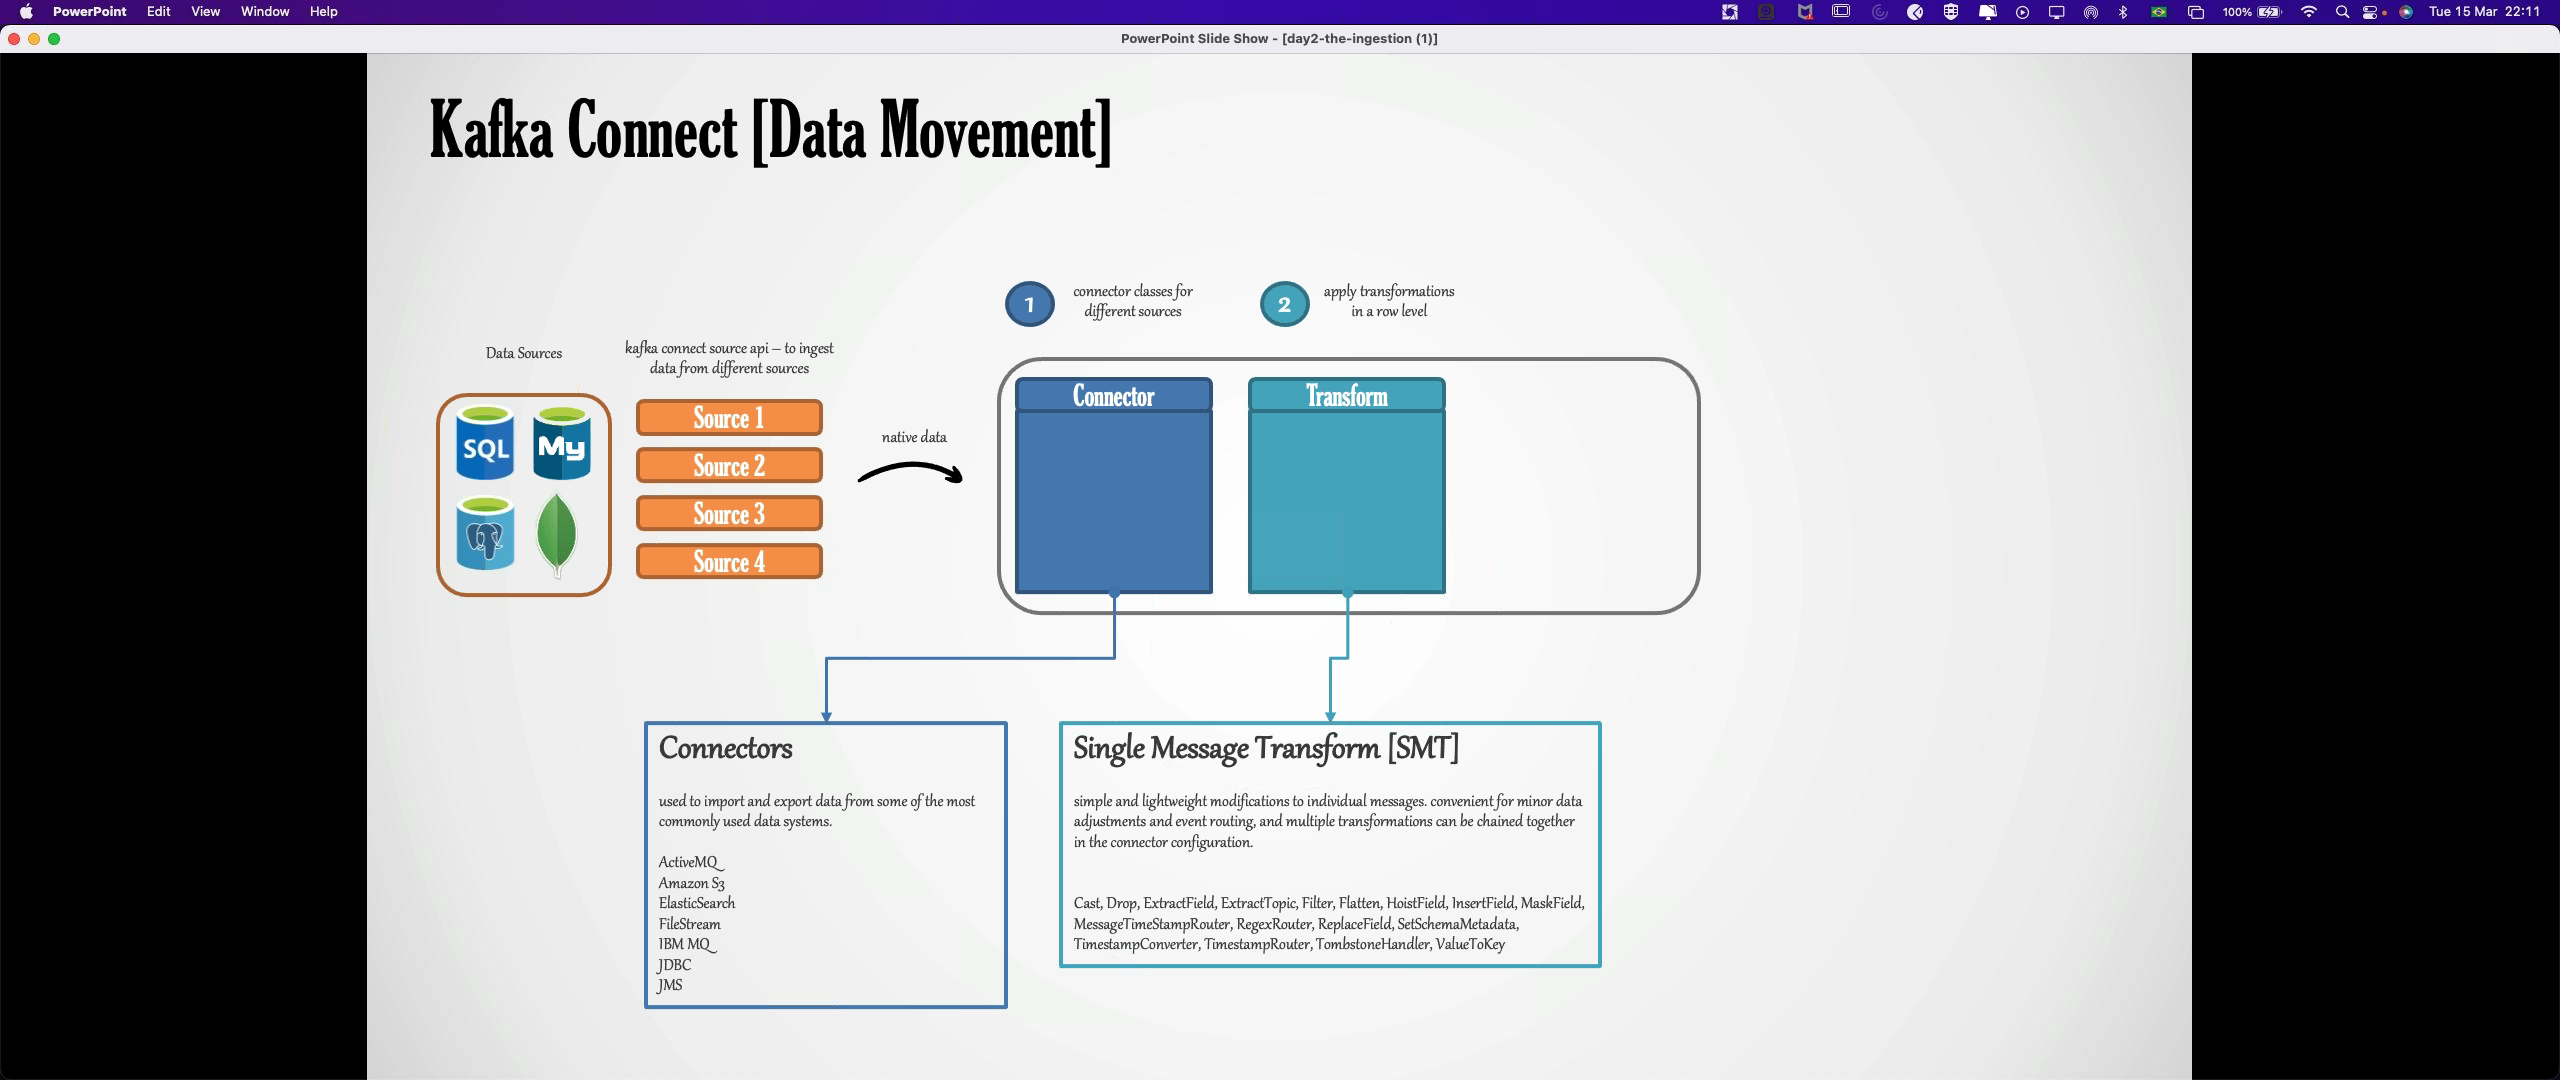 PowerPoint Edit View Window Help
100%
Tue 15 Mar 22:11
PowerPoint Slide Show - [day2-the-ingestion (1)]
Kafka Connect [Data Movement]
1
connector classes for
different sources
2
apply transformations
in a row level
Data Sources
kafka connect source api – to ingest
data from different sources
SQL
My
Source 1
Source 2
Source 3
Source 4
native data
Connector
Transform
Connectors
used to import and export data from some of the most
commonly used data systems.
ActiveMQ
Amazon S3
ElasticSearch
FileStream
IBM MQ
JDBC
JMS
Single Message Transform [SMT]
simple and lightweight modifications to individual messages. convenient for minor data
adjustments and event routing, and multiple transformations can be chained together
in the connector configuration.
Cast, Drop, ExtractField, ExtractTopic, Filter, Flatten, HoistField, InsertField, MaskField,
MessageTimeStampRouter, RegexRouter, ReplaceField, SetSchemaMetadata,
TimestampConverter, TimestampRouter, TombstoneHandler, ValueToKey